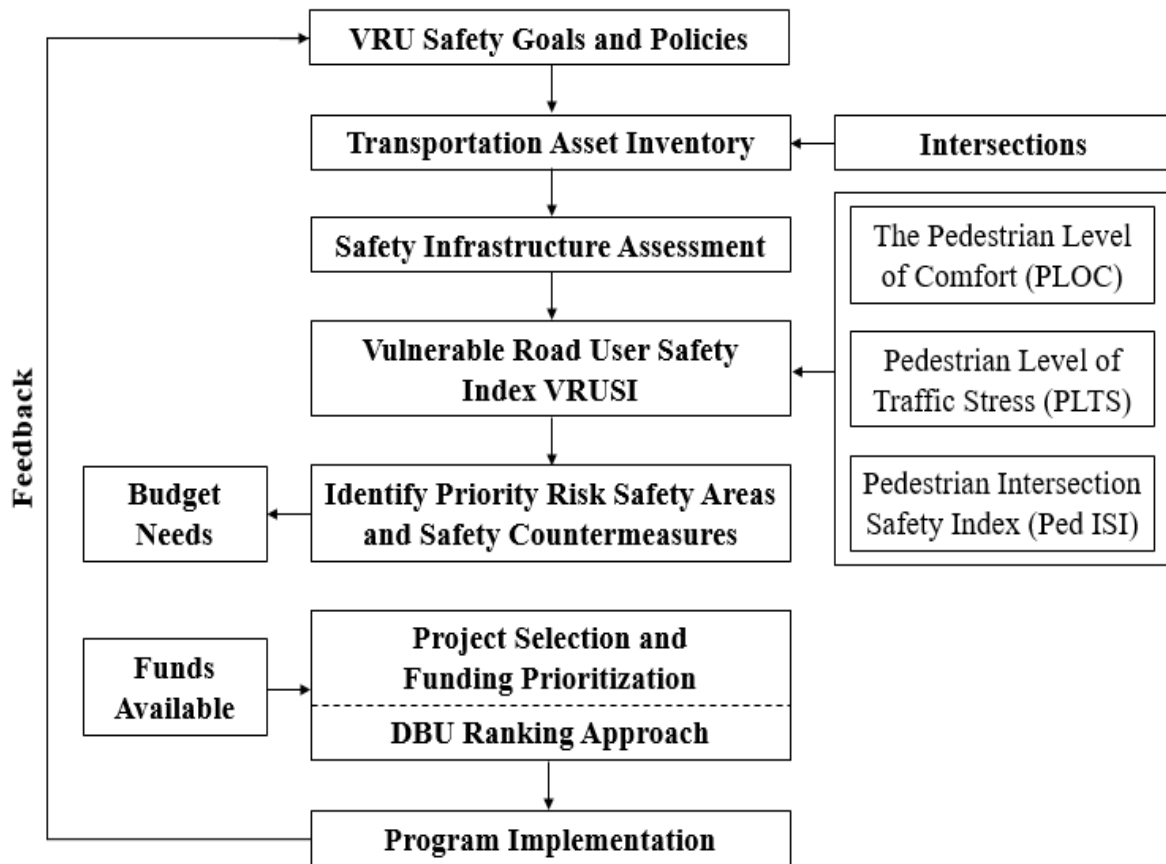 VRU Safety Goals and Policies
Transportation Asset Inventory
Intersections
Safety Infrastructure Assessment
The Pedestrian Level
of Comfort (PLOC)
Vulnerable Road User Safety
Index VRUSI
Pedestrian Level of
Traffic Stress (PLTS)
Feedback
Budget
Needs
Identify Priority Risk Safety Areas
and Safety Countermeasures
Pedestrian Intersection
Safety Index (Ped ISI)
Funds
Available
Project Selection and
Funding Prioritization
DBU Ranking Approach
Program Implementation